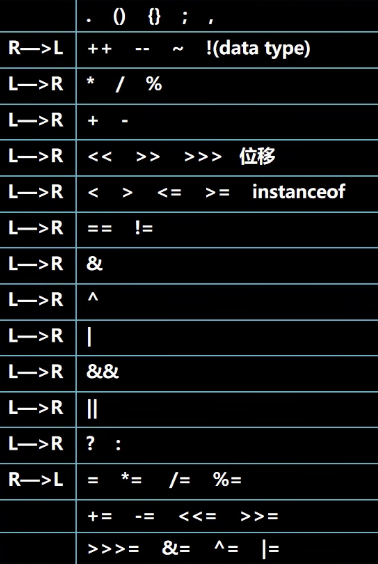 . () {} ; ,
R—>L ++ -- ~ !(data type)
L—>R * / %
L—>R + -
L—>R << >> >>> 位移
L—>R < > <= >= instanceof
L—>R == !=
L—>R &
L—>R ^
L—>R |
L—>R &&
L—>R ||
L—>R ? :
R—>L = *= /= %=
+= -= <<= >>=
>>>= &= ^= |=